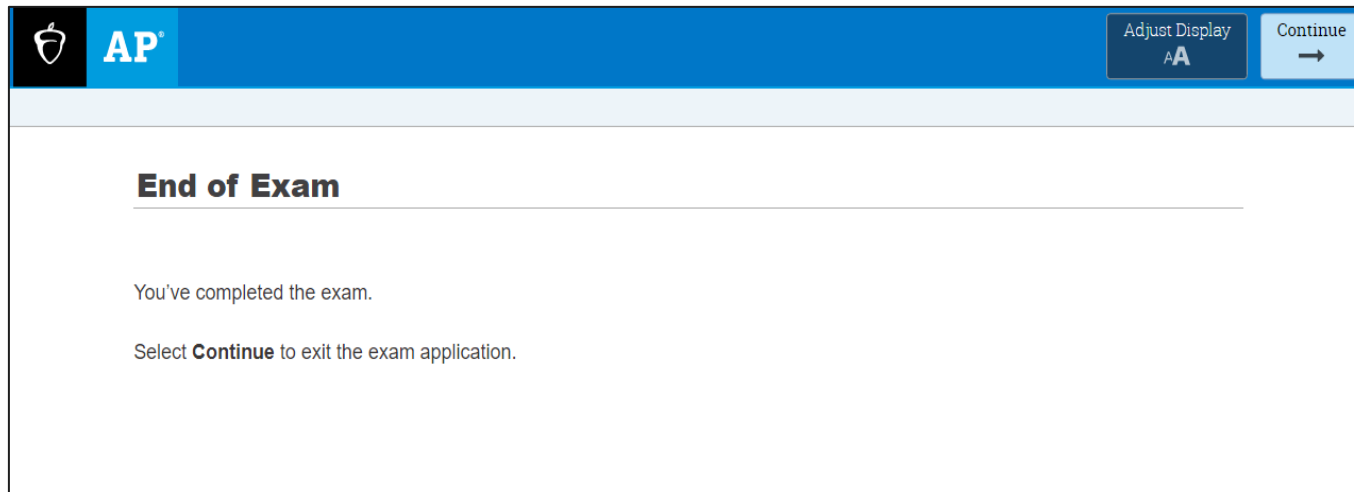 AP®
Adjust Display
AA
Continue
End of Exam
You've completed the exam.
Select Continue to exit the exam application.